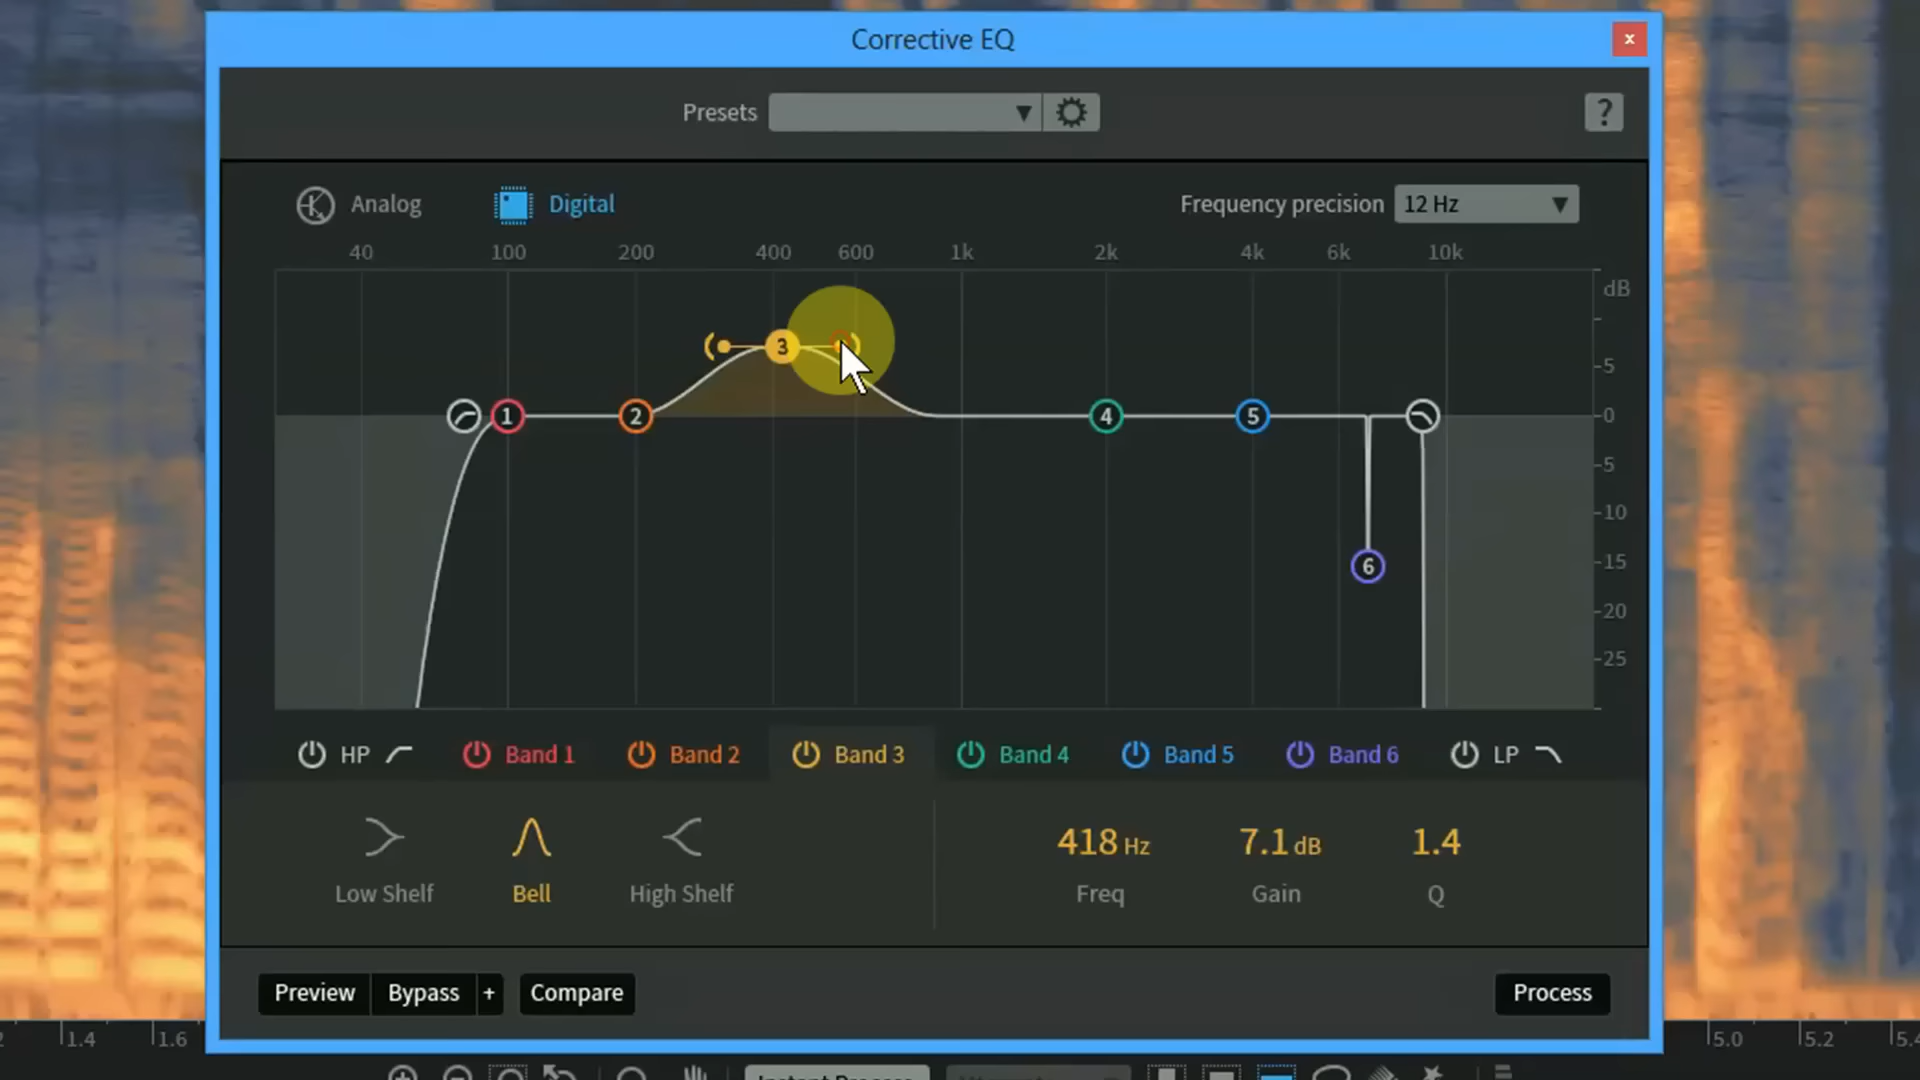 Corrective EQ
x
Presets
?
Analog
Digital
Frequency precision
12 Hz
40 100 200 400 600 1k 2k 4k 6k 10k
dB
3
-5
1 2 4 5
-0
-5
-10
-15
6
-20
-25
HP
Band 1
Band 2
Band 3
Band 4
Band 5
Band 6
LP
Low Shelf
Bell
High Shelf
418 Hz
Freq
7.1 dB
Gain
1.4
Q
Preview
Bypass
+
Compare
Process
1.4 1.6 5.0 5.2
Instant Process